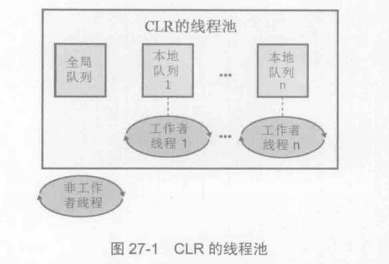 CLR的线程池
全局
队列
本地
队列
1
...
本地
队列
n
工作者
线程 1
...
工作者
线程 n
非工作
者线程
图 27-1 CLR 的线程池